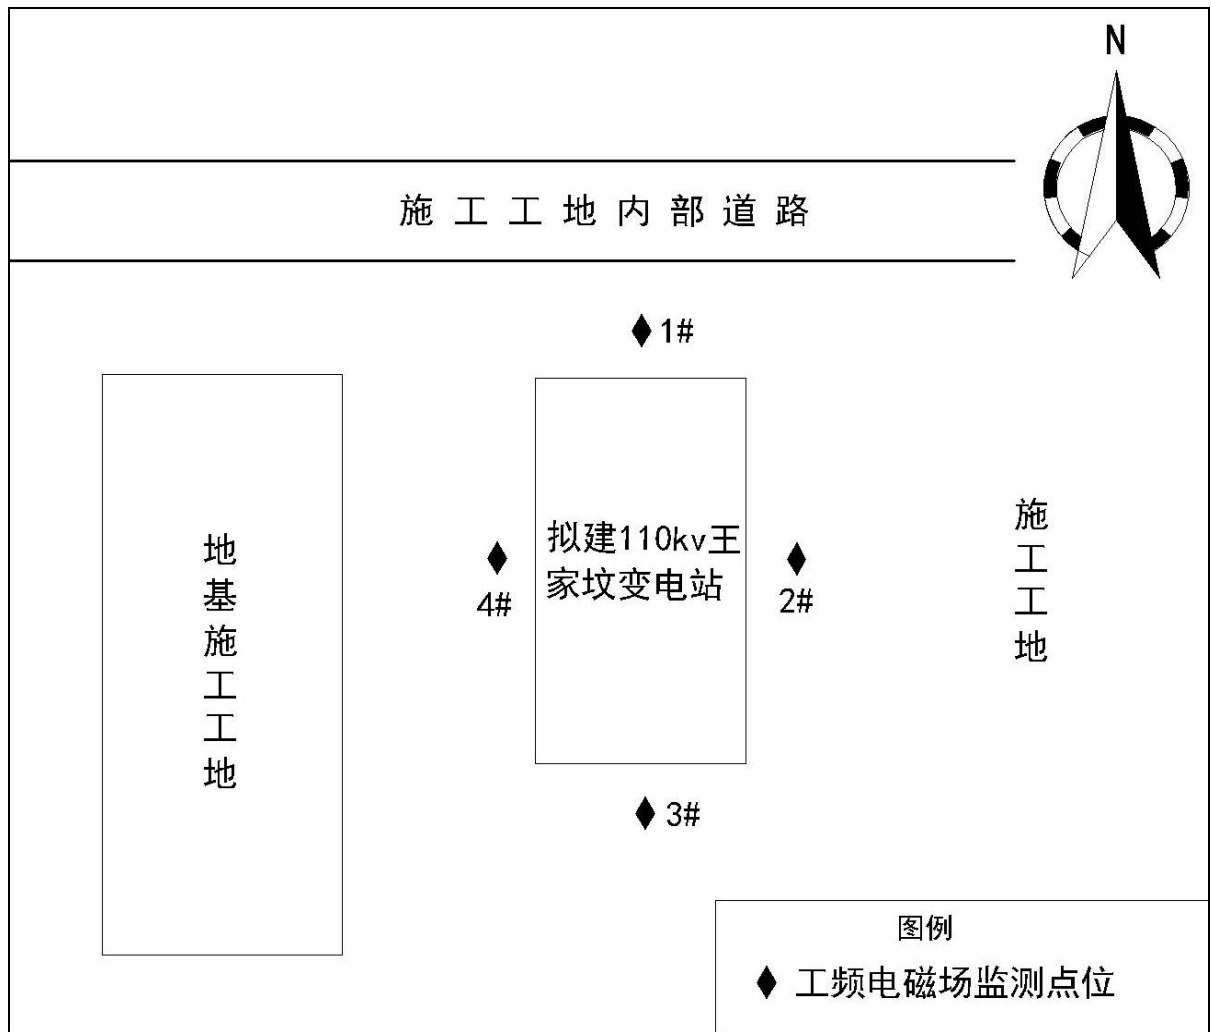 N
施工工地内部道路
1#
地基施工工地
4#
拟建110kv王
家坟变电站
2#
施工工地
3#
图例
工频电磁场监测点位